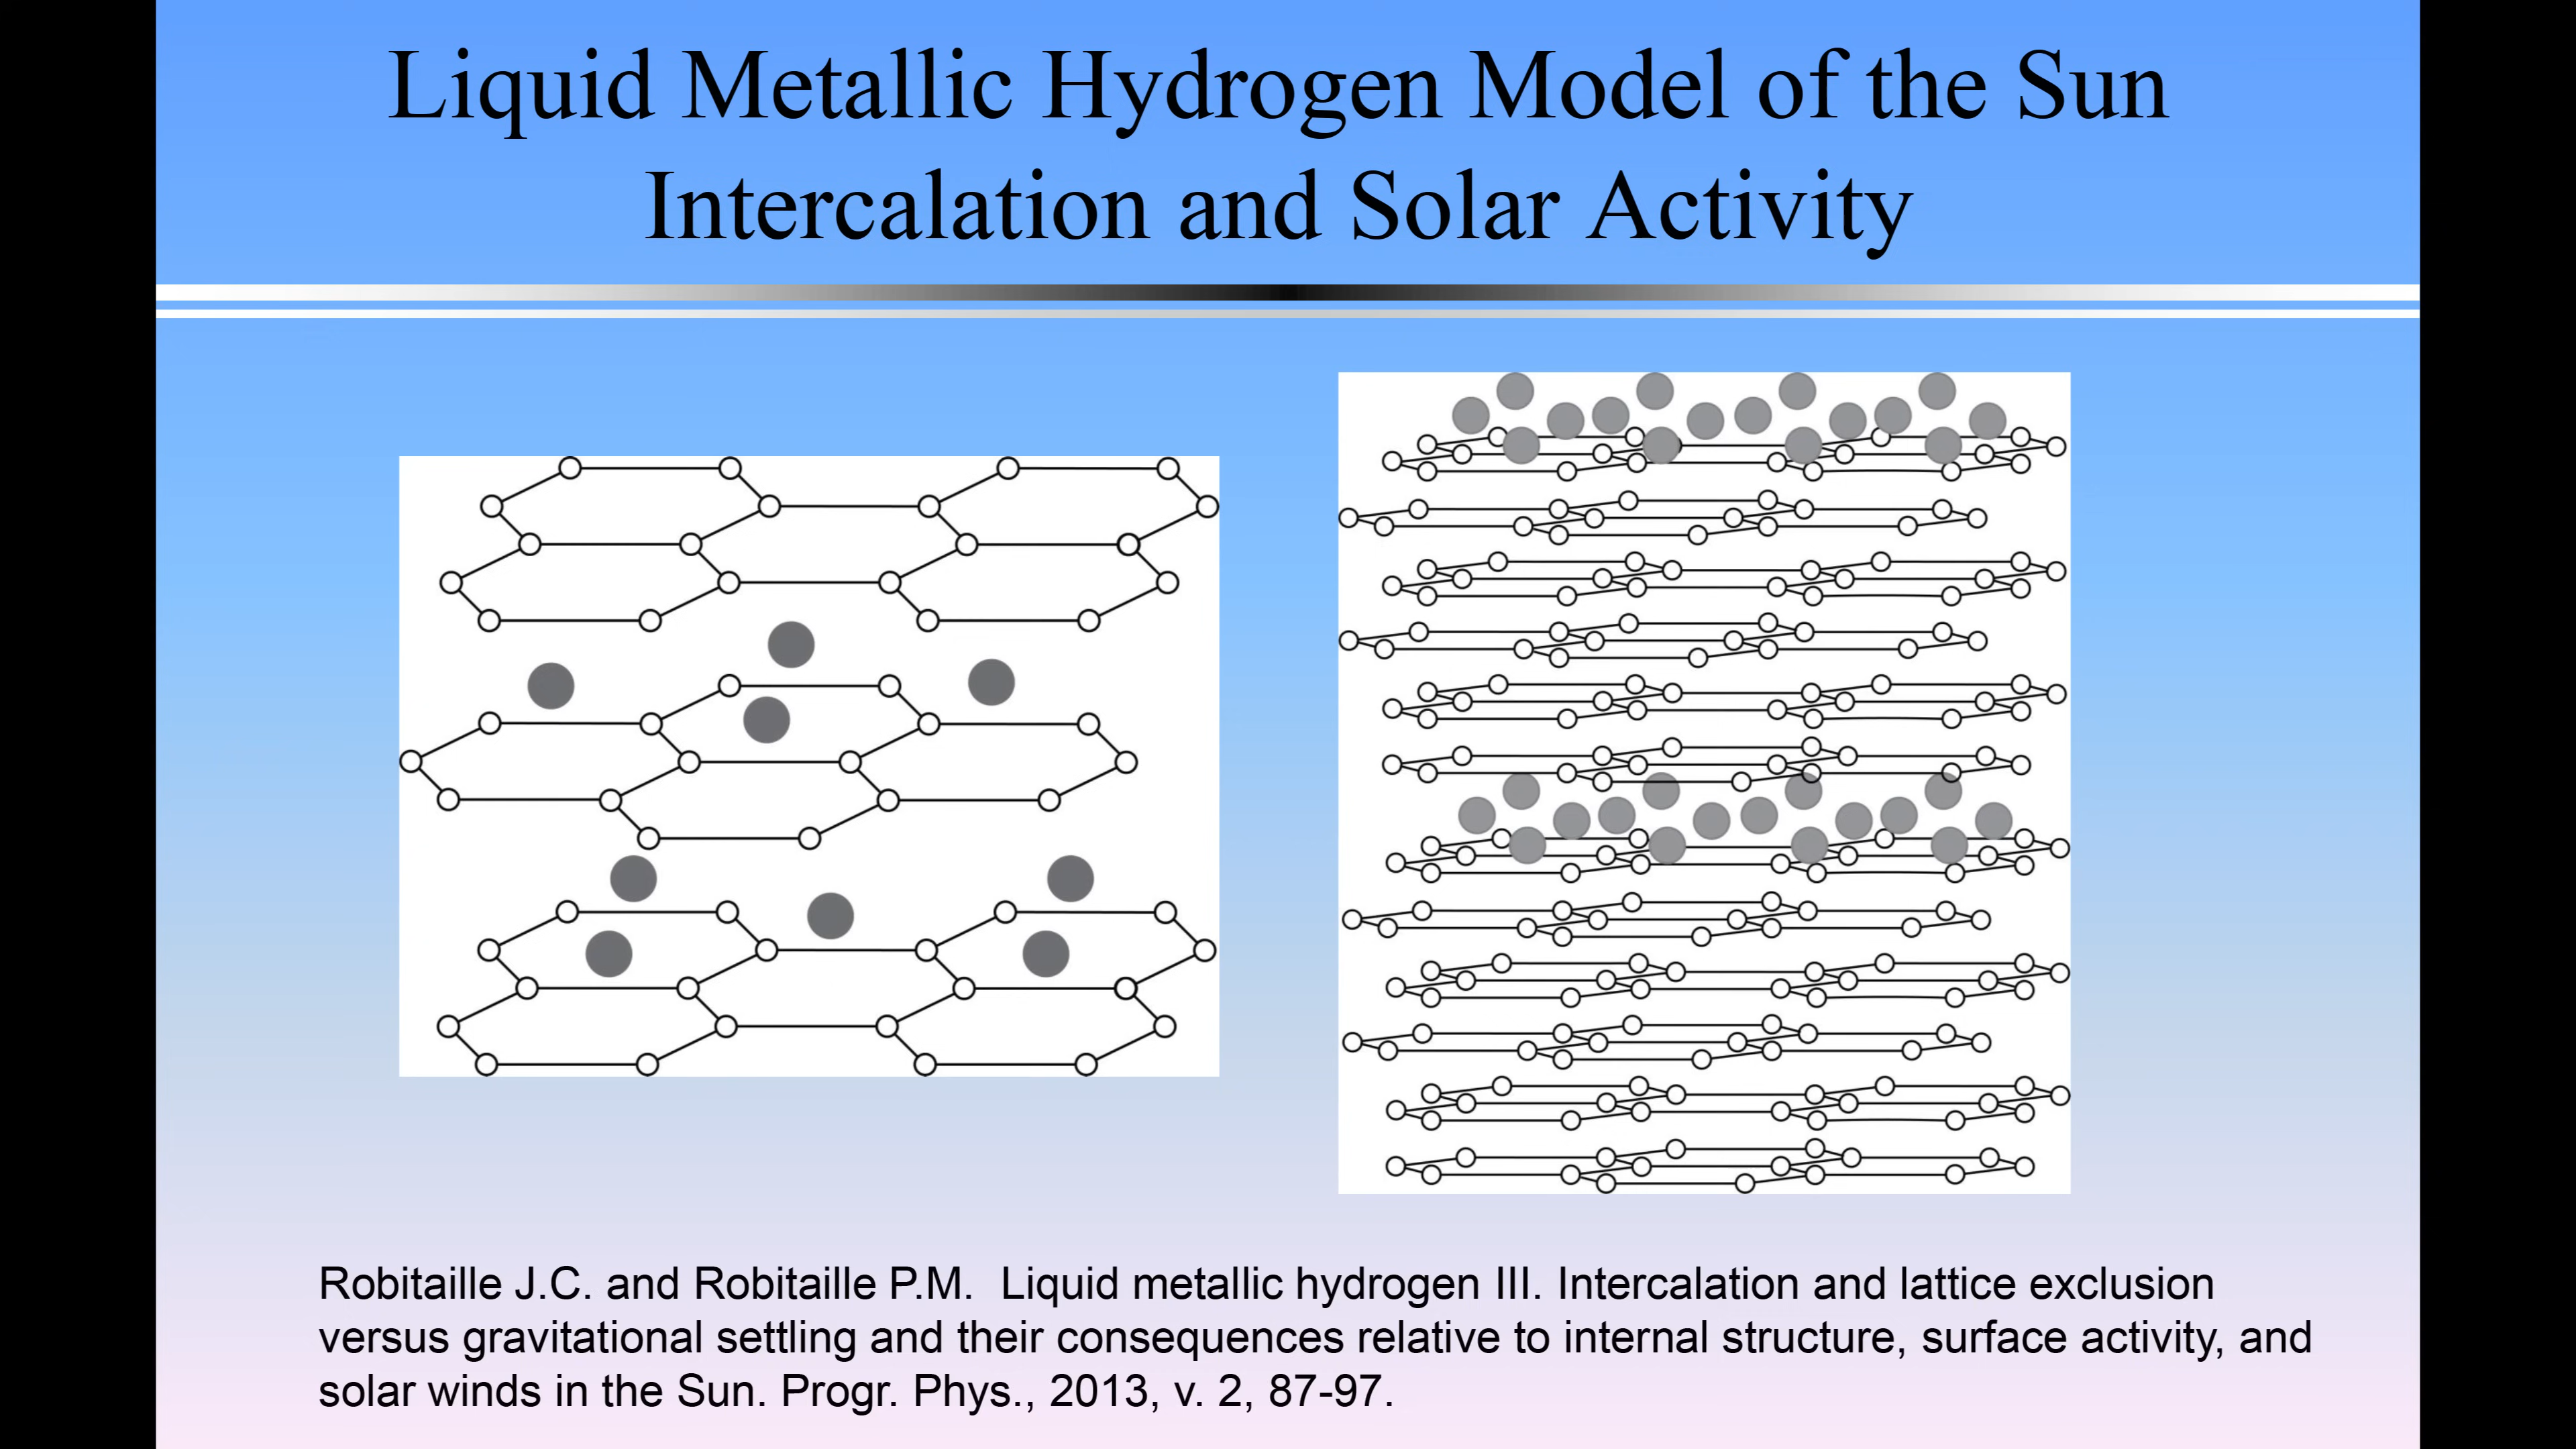 Liquid Metallic Hydrogen Model of the Sun
Intercalation and Solar Activity
Robitaille J.C. and Robitaille P.M.  Liquid metallic hydrogen III. Intercalation and lattice exclusion
versus gravitational settling and their consequences relative to internal structure, surface activity, and
solar winds in the Sun. Progr. Phys., 2013, v. 2, 87-97.